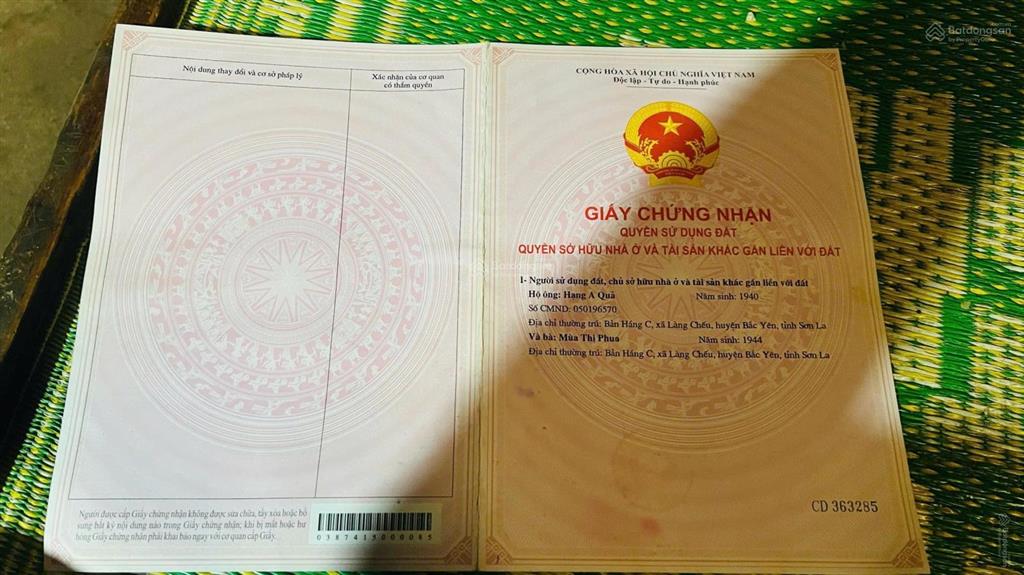 Nội dung thay đổi và cơ sở pháp lý
Xác nhận của cơ quan
có thẩm quyền
Người được cấp Giấy chứng nhận không được sửa chữa, tẩy xóa hoặc bổ
sung bất kỳ nội dung nào trong Giấy chứng nhận; khi bị mất hoặc hư
hỏng Giấy chứng nhận phải khai báo ngay với cơ quan cấp Giấy.
0387415000085
CỘNG HÒA XÃ HỘI CHỦ NGHĨA VIỆT NAM
Độc lập - Tự do - Hạnh phúc
GIẤY CHỨNG NHẬN
QUYỀN SỬ DỤNG ĐẤT
QUYỀN SỞ HỮU NHÀ Ở VÀ TÀI SẢN KHÁC GẮN LIỀN VỚI ĐẤT
I- Người sử dụng đất, chủ sở hữu nhà ở và tài sản khác gắn liền với đất
Hộ ông: Hạng A Quả Năm sinh: 1940
Số CMND: 050196570
Địa chỉ thường trú: Bản Háng C, xã Làng Chếu, huyện Bắc Yên, tỉnh Sơn La
Và bà: Mùa Thị Phua Năm sinh: 1944
Địa chỉ thường trú: Bản Háng C, xã Làng Chếu, huyện Bắc Yên, tỉnh Sơn La
CD 363285
Batdongsan
by PropertyGuru